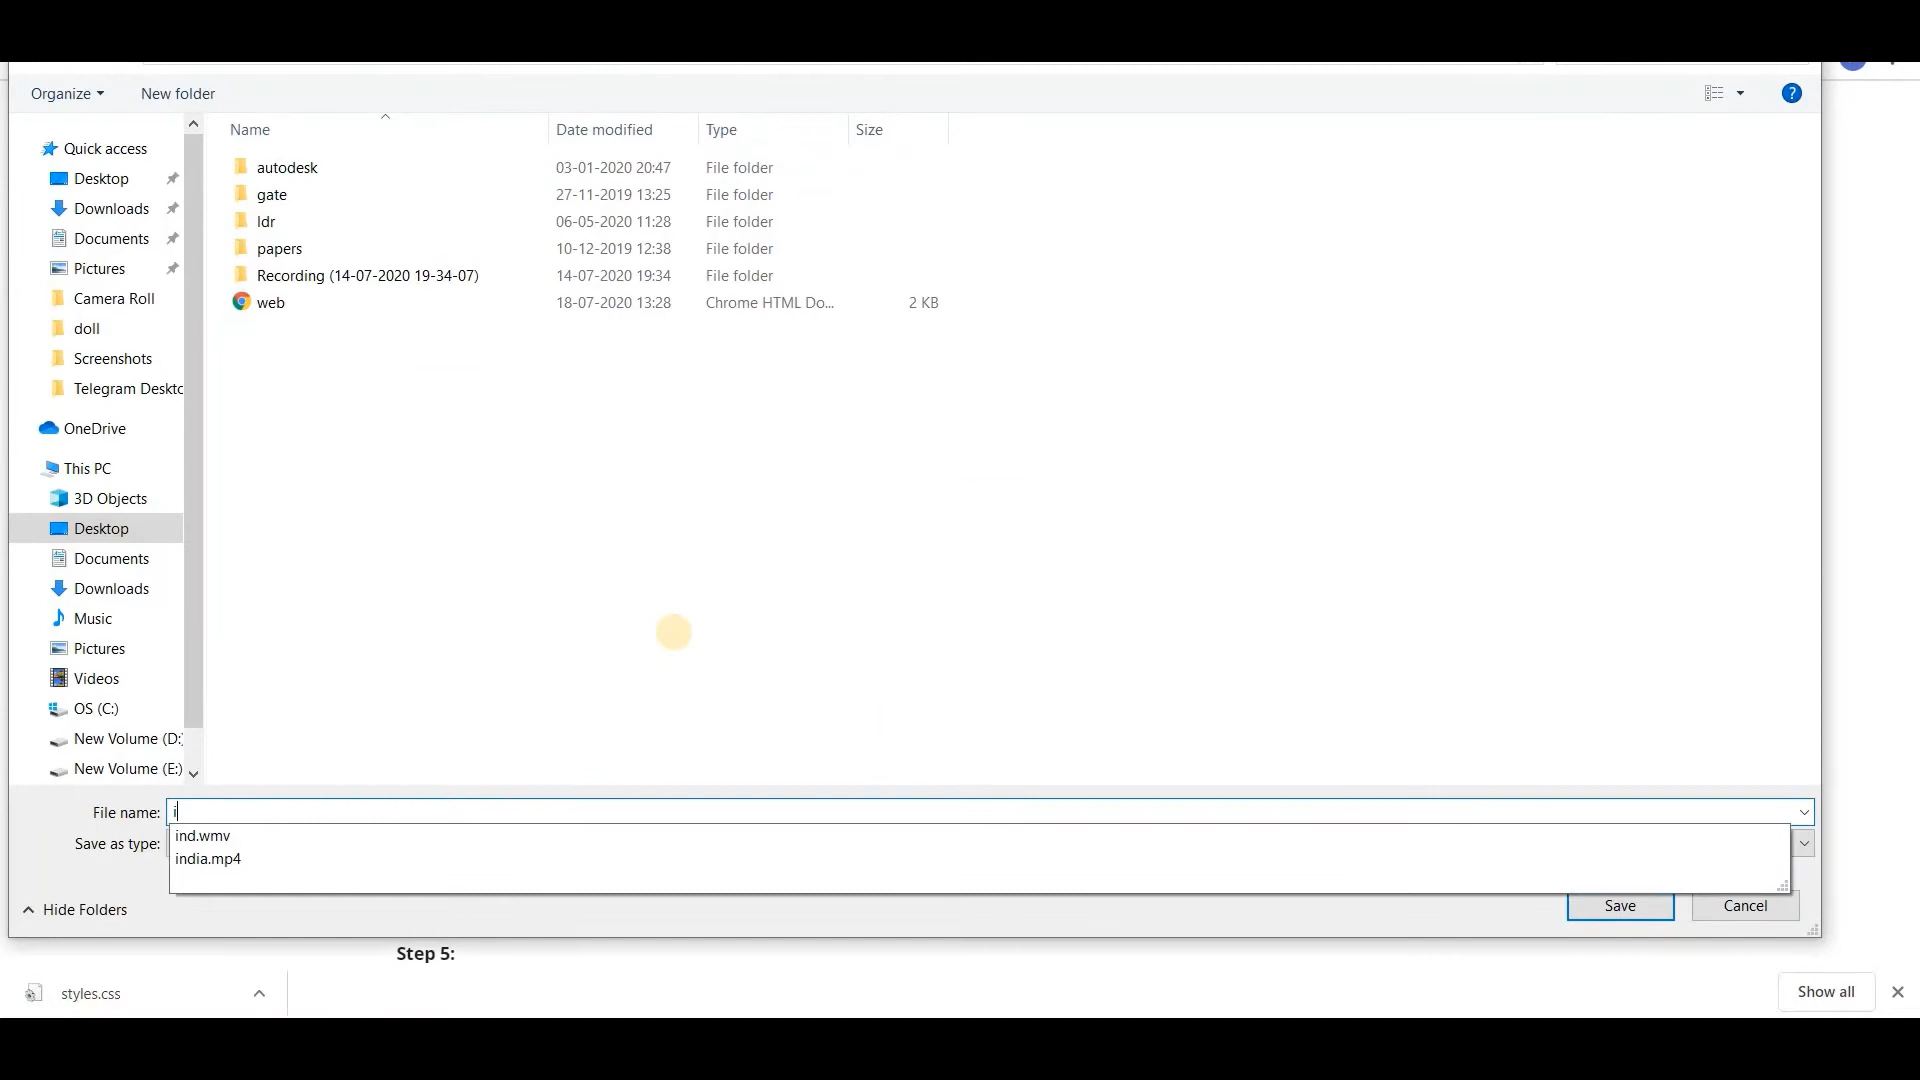 Organize
New folder
?
Name
Date modified
Type
Size
Quick access
Desktop
Downloads
Documents
Pictures
Camera Roll
doll
Screenshots
Telegram Deskto
OneDrive
This PC
3D Objects
Desktop
Documents
Downloads
Music
Pictures
Videos
OS (C:)
New Volume (D:)
New Volume (E:)
autodesk 03-01-2020 20:47 File folder
gate 27-11-2019 13:25 File folder
ldr 06-05-2020 11:28 File folder
papers 10-12-2019 12:38 File folder
Recording (14-07-2020 19-34-07) 14-07-2020 19:34 File folder
web 18-07-2020 13:28 Chrome HTML Do... 2 KB
File name: i
Save as type:
ind.wmv
india.mp4
Hide Folders
Save
Cancel
Step 5:
styles.css
Show all